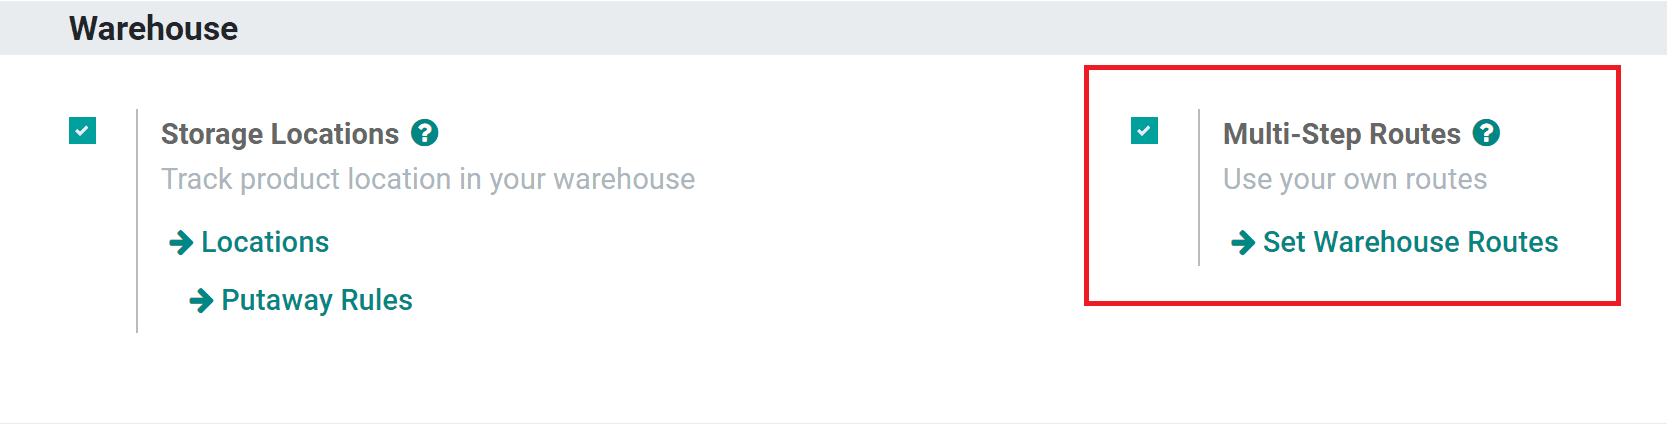 Warehouse
Storage Locations
Track product location in your warehouse
Locations
Putaway Rules
Multi-Step Routes
Use your own routes
Set Warehouse Routes